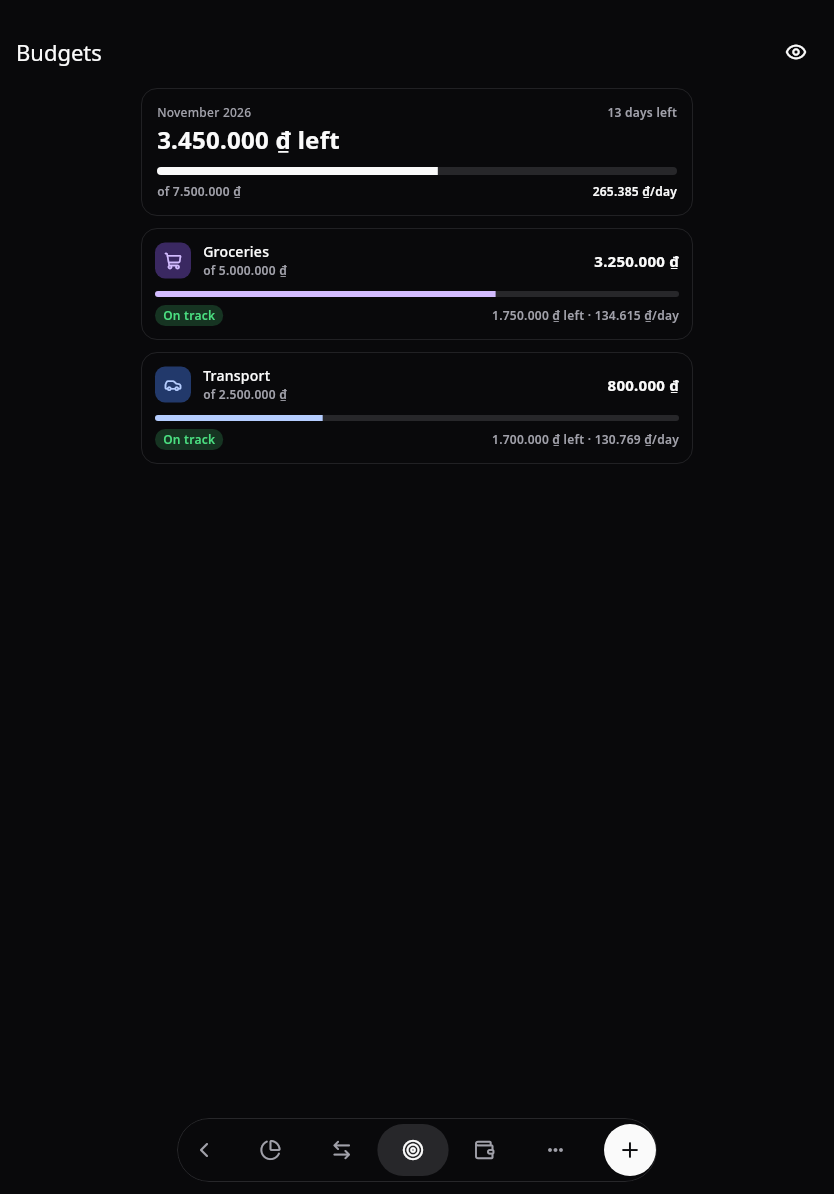 Budgets
November 2026
13 days left
3.450.000 ₫ left
of 7.500.000 ₫
265.385 ₫/day
Groceries
of 5.000.000 ₫
3.250.000 ₫
On track
1.750.000 ₫ left · 134.615 ₫/day
Transport
of 2.500.000 ₫
800.000 ₫
On track
1.700.000 ₫ left · 130.769 ₫/day